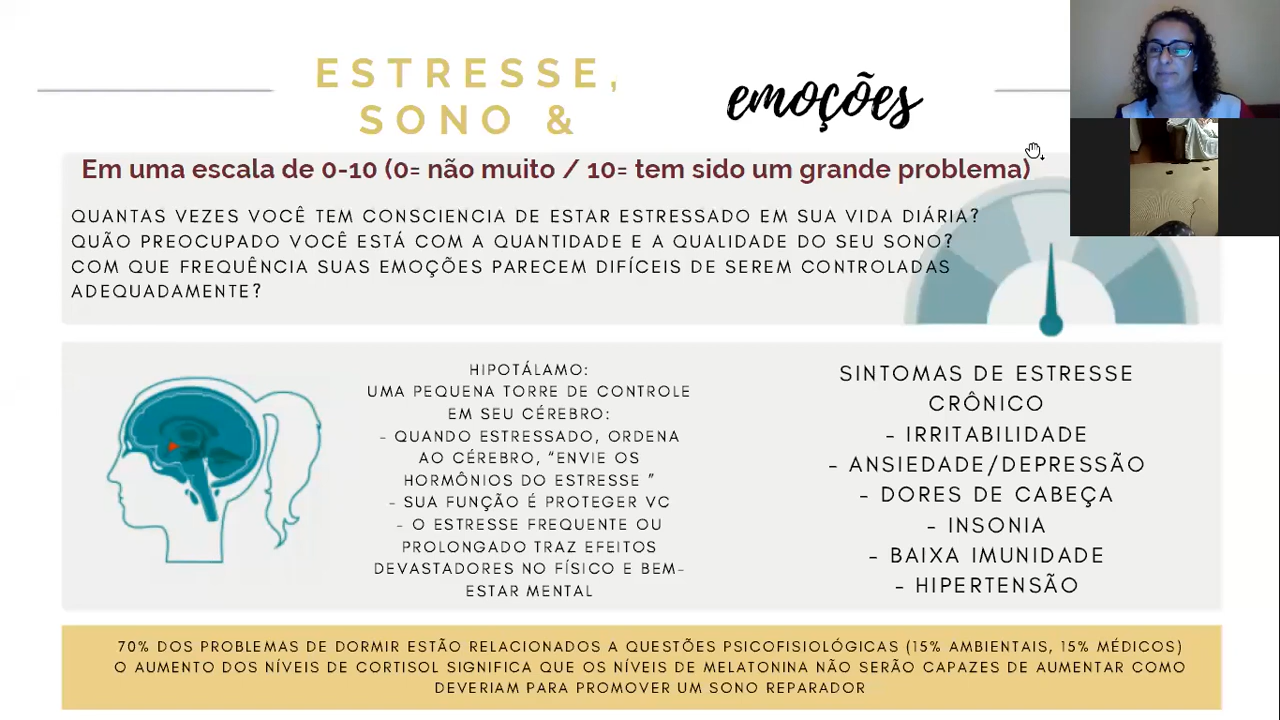 ESTRESSE,
SONO &
emoções
Em uma escala de 0-10 (0= não muito / 10= tem sido um grande problema)
QUANTAS VEZES VOCÊ TEM CONSCIENCIA DE ESTAR ESTRESSADO EM SUA VIDA DIÁRIA?
QUÃO PREOCUPADO VOCÊ ESTÁ COM A QUANTIDADE E A QUALIDADE DO SEU SONO?
COM QUE FREQUÊNCIA SUAS EMOÇÕES PARECEM DIFÍCEIS DE SEREM CONTROLADAS
ADEQUADAMENTE?
HIPOTÁLAMO:
UMA PEQUENA TORRE DE CONTROLE
EM SEU CÉREBRO:
- QUANDO ESTRESSADO, ORDENA
AO CÉREBRO, “ENVIE OS
HORMÔNIOS DO ESTRESSE ”
- SUA FUNÇÃO É PROTEGER VC
- O ESTRESSE FREQUENTE OU
PROLONGADO TRAZ EFEITOS
DEVASTADORES NO FÍSICO E BEM-
ESTAR MENTAL
SINTOMAS DE ESTRESSE
CRÔNICO
- IRRITABILIDADE
- ANSIEDADE/DEPRESSÃO
- DORES DE CABEÇA
- INSONIA
- BAIXA IMUNIDADE
- HIPERTENSÃO
70% DOS PROBLEMAS DE DORMIR ESTÃO RELACIONADOS A QUESTÕES PSICOFISIOLÓGICAS (15% AMBIENTAIS, 15% MÉDICOS)
O AUMENTO DOS NÍVEIS DE CORTISOL SIGNIFICA QUE OS NÍVEIS DE MELATONINA NÃO SERÃO CAPAZES DE AUMENTAR COMO
DEVERIAM PARA PROMOVER UM SONO REPARADOR